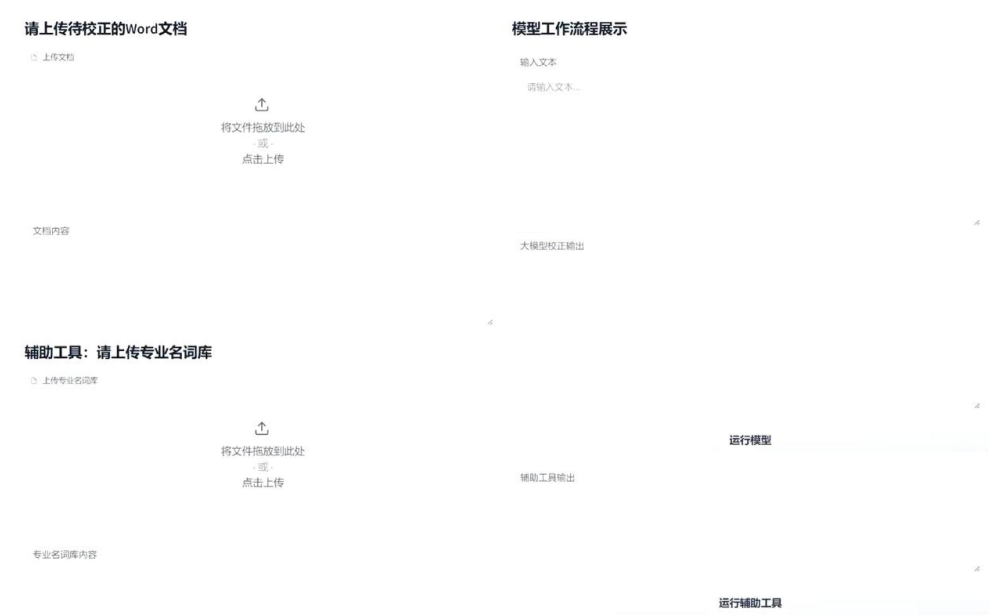 请上传待校正的Word文档
上传文档
将文件拖放到此处
- 或 -
点击上传
文档内容
辅助工具：请上传专业名词库
上传专业名词库
将文件拖放到此处
- 或 -
点击上传
专业名词库内容
模型工作流程展示
输入文本
请输入文本...
大模型校正输出
运行模型
辅助工具输出
运行辅助工具